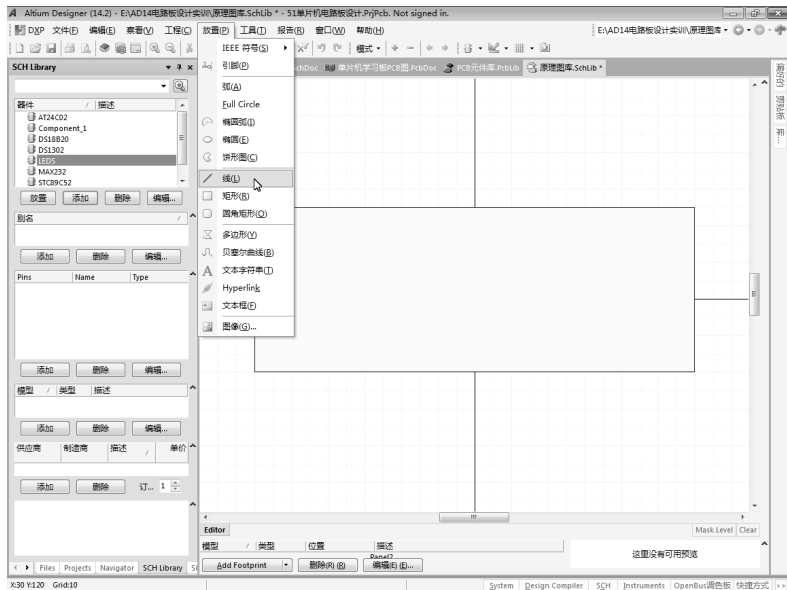 Altium Designer (14.2) - E:\AD14电路板设计实训\原理图库.SchLib * - 51单片机电路板设计.PrjPcb. Not signed in.
DXP 文件(F) 编辑(E) 察看(V) 工程(C) 放置(P) 工具(T) 报告(R) 窗口(W) 帮助(H) E:\AD14电路板设计实训\原理图库
模式
SCH Library
chDoc 单片机学习板PCB图.PcbDoc PCB元件库.PcbLib 原理图库.SchLib *
IEEE 符号(S)
引脚(P)
弧(A)
Full Circle
椭圆弧(I)
椭圆(E)
饼形图(C)
线(L)
矩形(R)
圆角矩形(O)
多边形(Y)
贝塞尔曲线(B)
文本字符串(T)
Hyperlink
文本框(F)
图像(G)...
器件 / 描述
AT24C02
Component_1
DS18B20
DS1302
LEDS
MAX232
STC89C52
放置 添加 删除 编辑...
别名 /
添加 删除 编辑...
Pins Name Type
添加 删除 编辑...
模型 / 类型 描述
添加 删除 编辑...
供应商 制造商 描述 / 单价
添加 删除 订... 1
Editor Mask Level Clear
模型 / 类型 位置 描述
Panel2
这里没有可用预览
Add Footprint 删除(R) (R) 编辑(E) (E)...
Files Projects Navigator SCH Library
X:30 Y:120 Grid:10 System Design Compiler SCH Instruments OpenBus调色板 快捷方式 >>
偏好的
剪贴板
库...